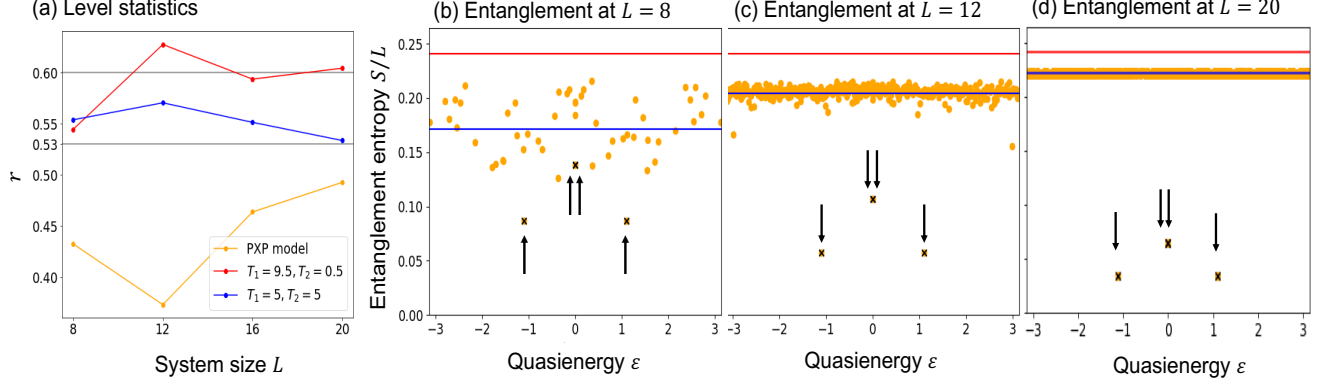 (a) Level statistics
r
0.60
0.55
0.53
0.50
0.45
0.40
8
12
16
20
PXP model
T₁ = 9.5, T₂ = 0.5
T₁ = 5, T₂ = 5
System size L
(b) Entanglement at L = 8
Entanglement entropy S/L
0.25
0.20
0.15
0.10
0.05
0.00
−3
−2
−1
0
1
2
3
Quasienergy ε
(c) Entanglement at L = 12
−3
−2
−1
0
1
2
3
Quasienergy ε
(d) Entanglement at L = 20
−3
−2
−1
0
1
2
3
Quasienergy ε